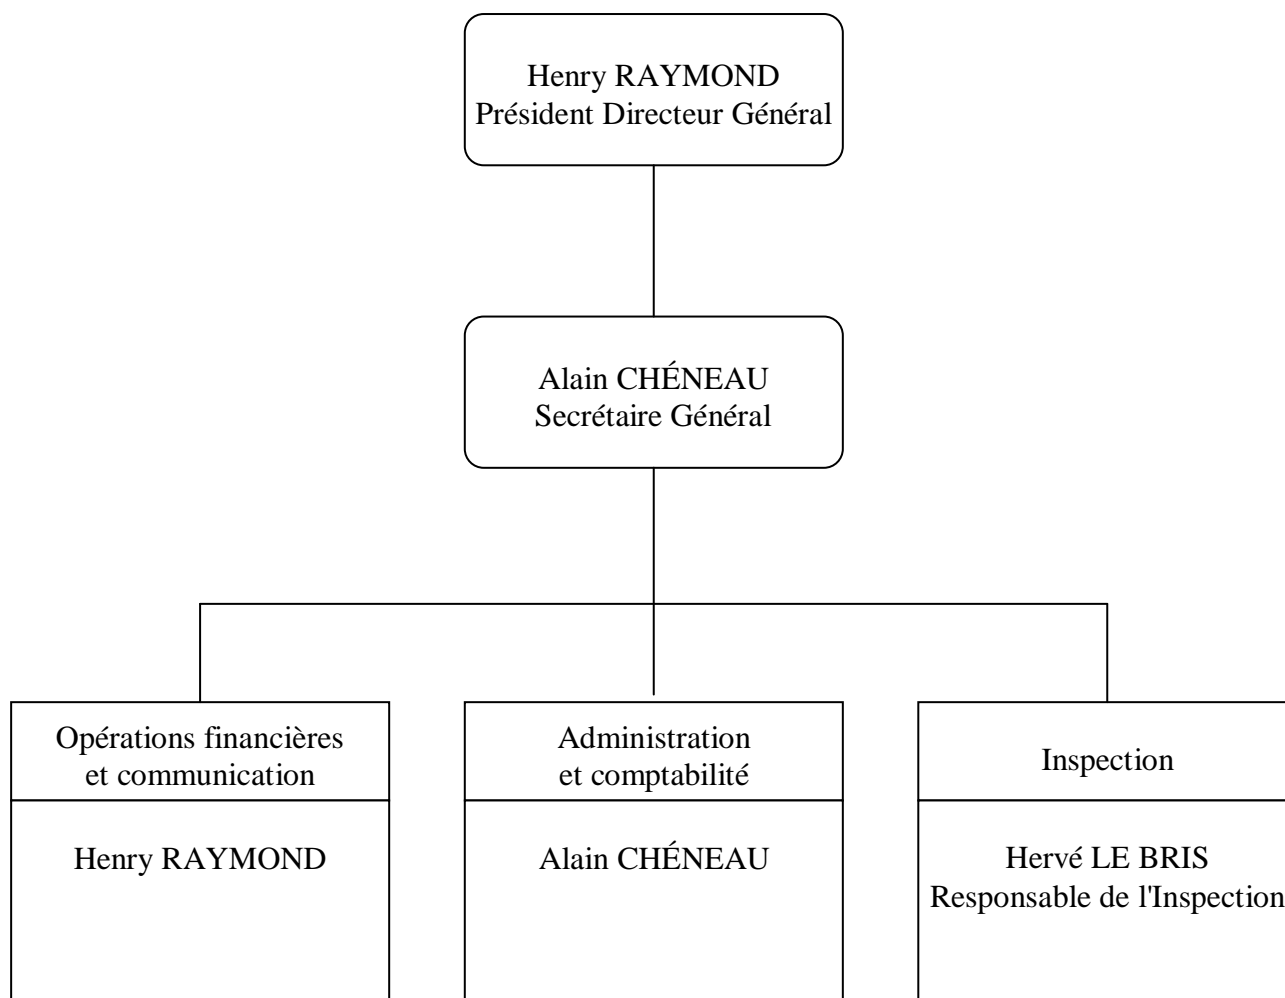 Henry RAYMOND
Président Directeur Général
Alain CHÉNEAU
Secrétaire Général
Opérations financières
et communication
Henry RAYMOND
Administration
et comptabilité
Alain CHÉNEAU
Inspection
Hervé LE BRIS
Responsable de l'Inspection